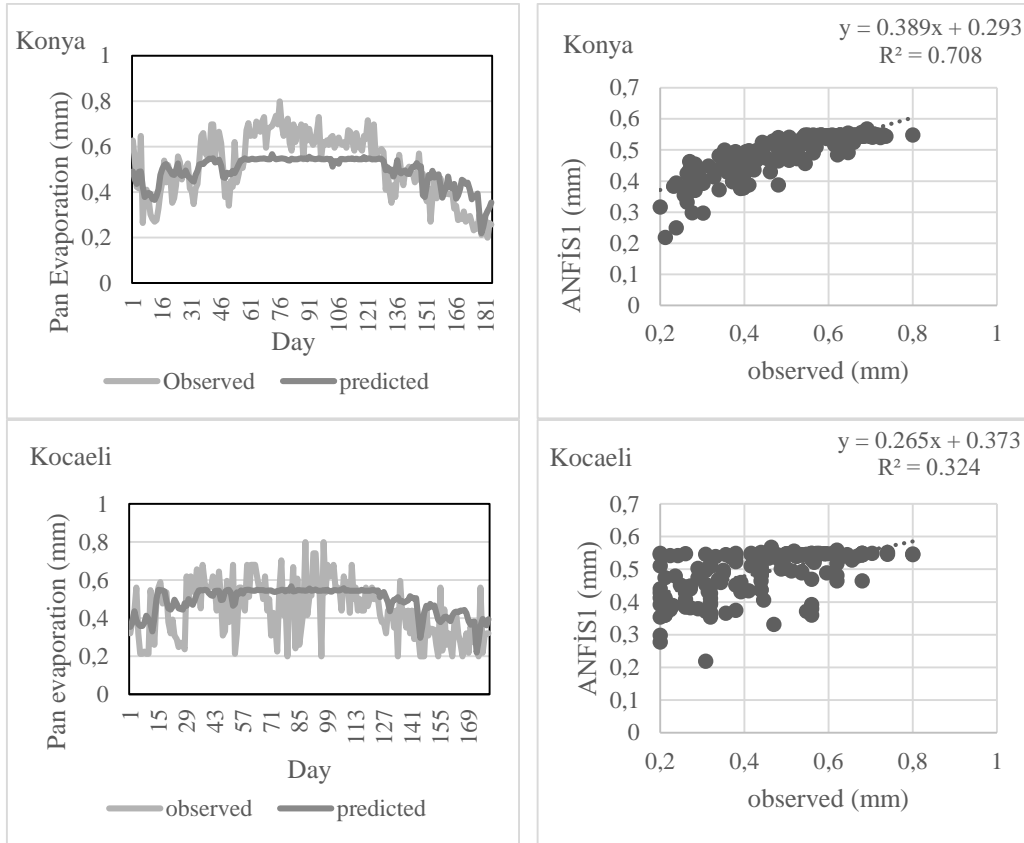 Konya
Pan Evaporation (mm)
1
0,8
0,6
0,4
0,2
0
1 16 31 46 61 76 91 106 121 136 151 166 181
Day
Observed predicted
Konya
y = 0.389x + 0.293
R² = 0.708
ANFİS1 (mm)
0,7
0,6
0,5
0,4
0,3
0,2
0,1
0
0,2 0,4 0,6 0,8 1
observed (mm)
Kocaeli
Pan evaporation (mm)
1
0,8
0,6
0,4
0,2
0
1 15 29 43 57 71 85 99 113 127 141 155 169
Day
observed predicted
Kocaeli
y = 0.265x + 0.373
R² = 0.324
ANFİS1 (mm)
0,7
0,6
0,5
0,4
0,3
0,2
0,1
0
0,2 0,4 0,6 0,8 1
observed (mm)